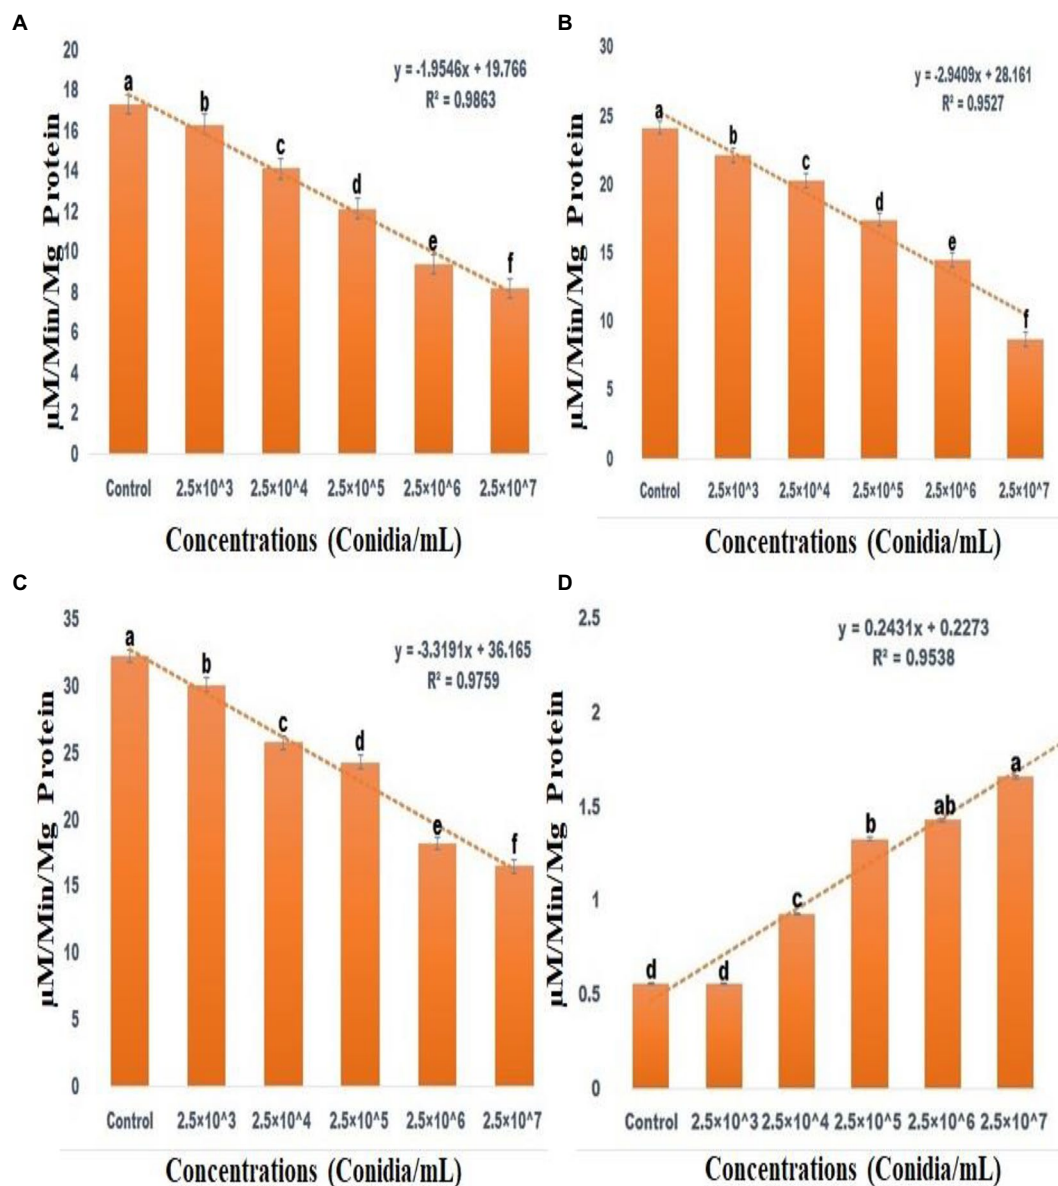 A
µM/Min/Mg Protein
20
18
16
14
12
10
8
6
4
2
0
y = -1.9546x + 19.766
R² = 0.9863
a
b
c
d
e
f
Control 2.5×10^3 2.5×10^4 2.5×10^5 2.5×10^6 2.5×10^7
Concentrations (Conidia/mL)
B
µM/Min/Mg Protein
30
25
20
15
10
5
0
y = -2.9409x + 28.161
R² = 0.9527
a
b
c
d
e
f
Control 2.5×10^3 2.5×10^4 2.5×10^5 2.5×10^6 2.5×10^7
Concentrations (Conidia/mL)
C
µM/Min/Mg Protein
35
30
25
20
15
10
5
0
y = -3.3191x + 36.165
R² = 0.9759
a
b
c
d
e
f
Control 2.5×10^3 2.5×10^4 2.5×10^5 2.5×10^6 2.5×10^7
Concentrations (Conidia/mL)
D
µM/Min/Mg Protein
2.5
2
1.5
1
0.5
0
y = 0.2431x + 0.2273
R² = 0.9538
d
d
c
b
ab
a
Control 2.5×10^3 2.5×10^4 2.5×10^5 2.5×10^6 2.5×10^7
Concentrations (Conidia/mL)